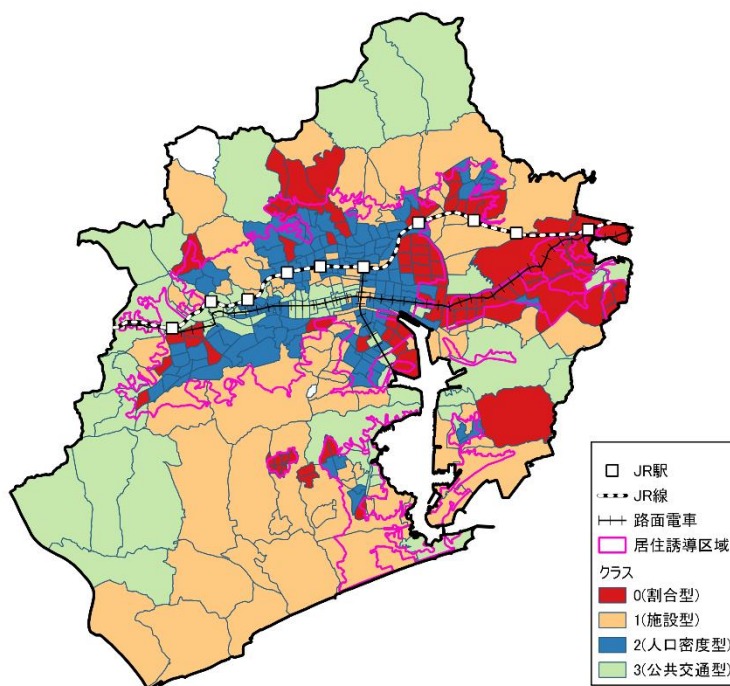 JR駅
JR線
路面電車
居住誘導区域
クラス
0(割合型)
1(施設型)
2(人口密度型)
3(公共交通型)